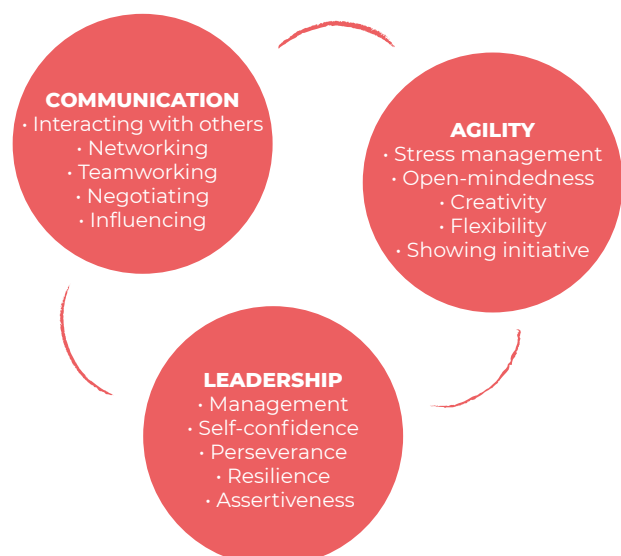 COMMUNICATION
· Interacting with others
· Networking
· Teamworking
· Negotiating
· Influencing
AGILITY
· Stress management
· Open-mindedness
· Creativity
· Flexibility
· Showing initiative
LEADERSHIP
· Management
· Self-confidence
· Perseverance
· Resilience
· Assertiveness